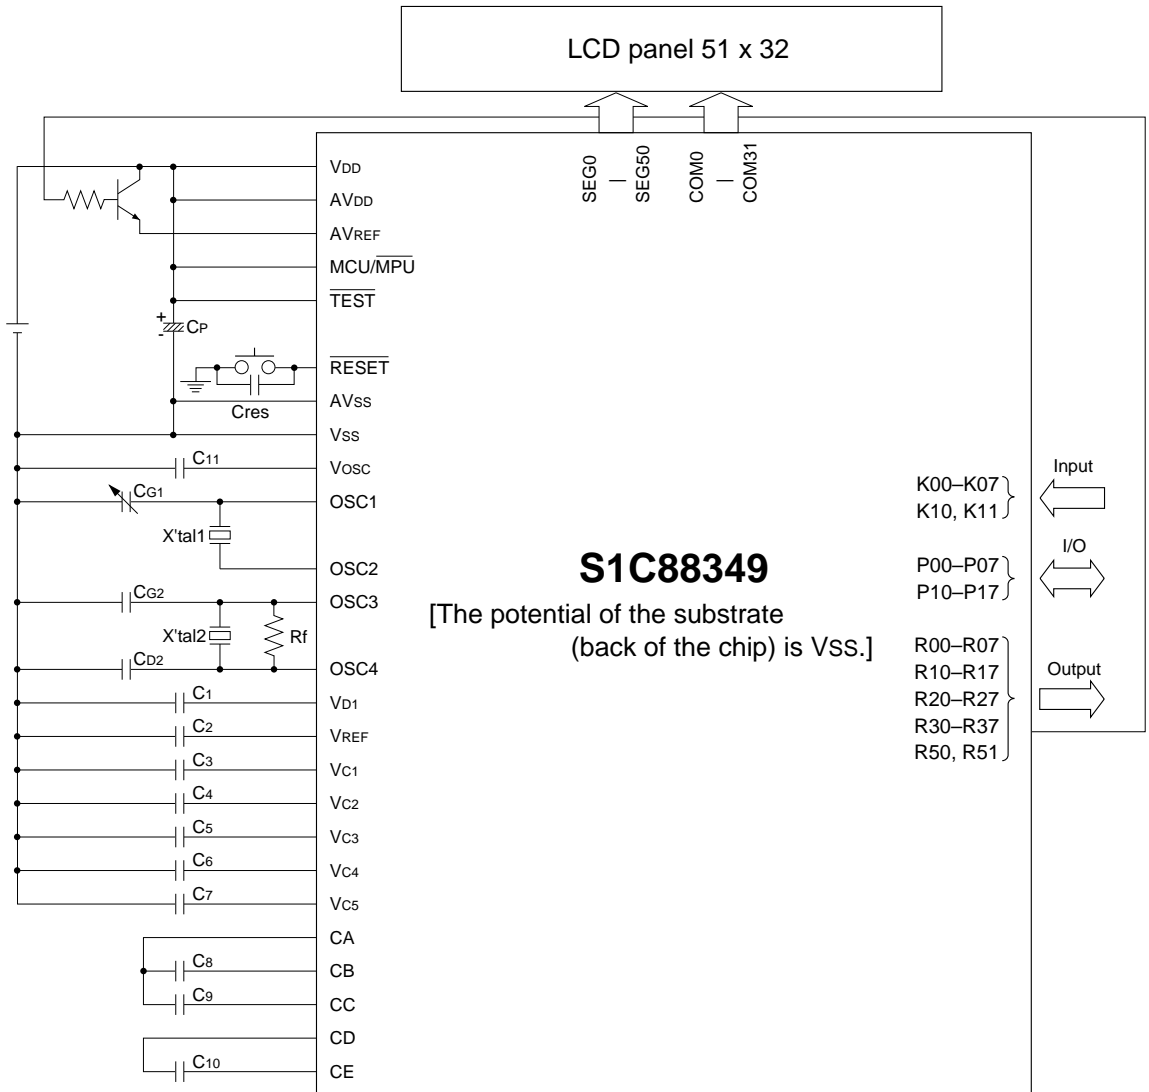 LCD panel 51 x 32
SEG0
|
SEG50
COM0
|
COM31
VDD
AVDD
AVREF
MCU/MPU
TEST
+
-
CP
RESET
Cres
AVSS
VSS
C11
VOSC
CG1
OSC1
X'tal1
OSC2
CG2
OSC3
X'tal2
Rf
CD2
OSC4
C1
VD1
C2
VREF
C3
VC1
C4
VC2
C5
VC3
C6
VC4
C7
VC5
CA
C8
CB
C9
CC
CD
C10
CE
S1C88349
[The potential of the substrate
(back of the chip) is VSS.]
K00–K07
K10, K11
Input
P00–P07
P10–P17
I/O
R00–R07
R10–R17
R20–R27
R30–R37
R50, R51
Output